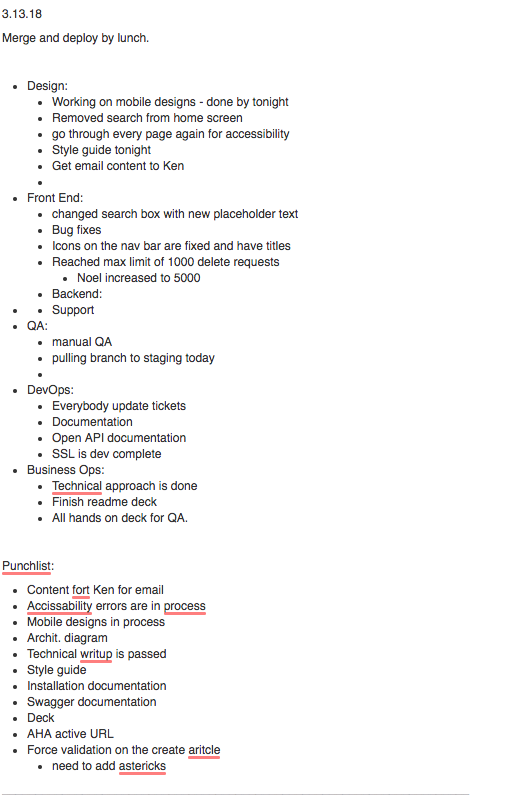 3.13.18
Merge and deploy by lunch.
Design:
Working on mobile designs - done by tonight
Removed search from home screen
go through every page again for accessibility
Style guide tonight
Get email content to Ken
Front End:
changed search box with new placeholder text
Bug fixes
Icons on the nav bar are fixed and have titles
Reached max limit of 1000 delete requests
Noel increased to 5000
Backend:
Support
QA:
manual QA
pulling branch to staging today
DevOps:
Everybody update tickets
Documentation
Open API documentation
SSL is dev complete
Business Ops:
Technical approach is done
Finish readme deck
All hands on deck for QA.
Punchlist:
Content fort Ken for email
Accissability errors are in process
Mobile designs in process
Archit. diagram
Technical writup is passed
Style guide
Installation documentation
Swagger documentation
Deck
AHA active URL
Force validation on the create aritcle
need to add astericks